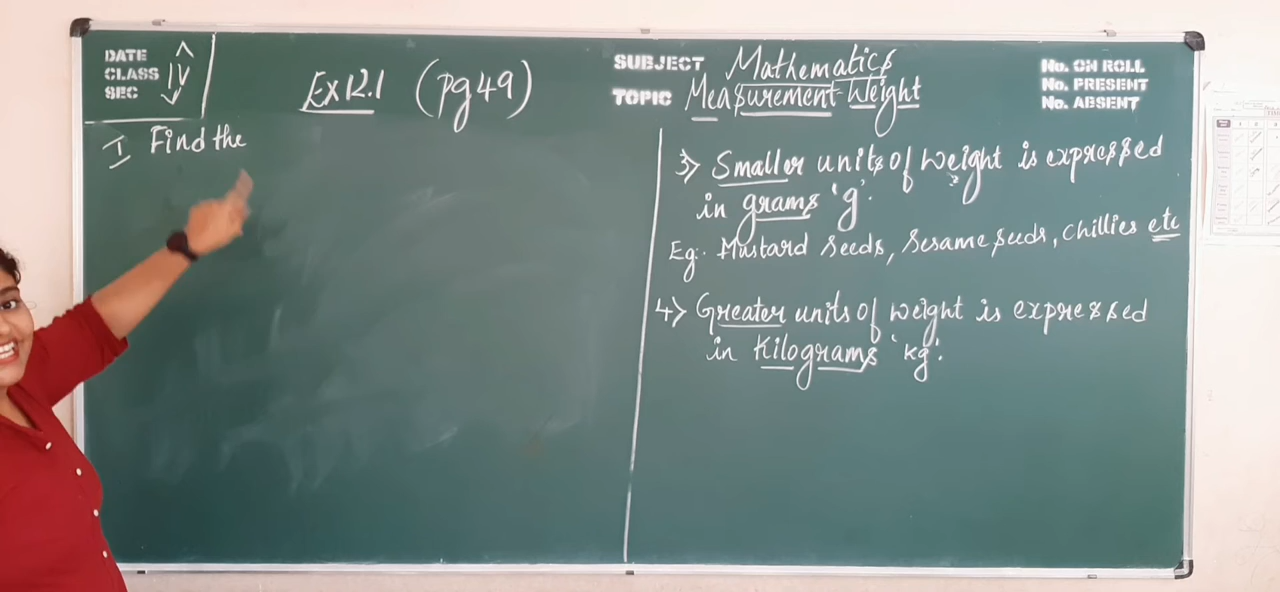 DATE
CLASS IV
SEC
Ex 12.1 (Pg 49)
SUBJECT Mathematics
TOPIC Measurement Weight
No. ON ROLL
No. PRESENT
No. ABSENT
I Find the
3) Smaller units of weight is expressed
in grams 'g'.
Eg:. Mustard seeds, Sesame seeds, Chillies etc
4) Greater units of weight is expressed
in Kilograms 'kg'.